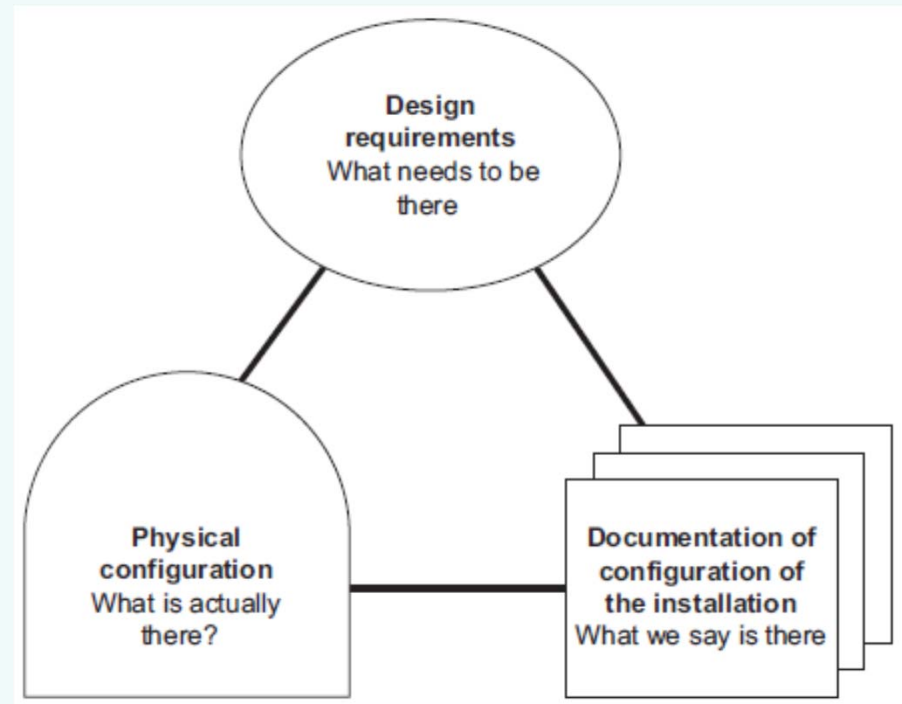 Design
requirements
What needs to be
there
Physical
configuration
What is actually
there?
Documentation of
configuration of
the installation
What we say is there